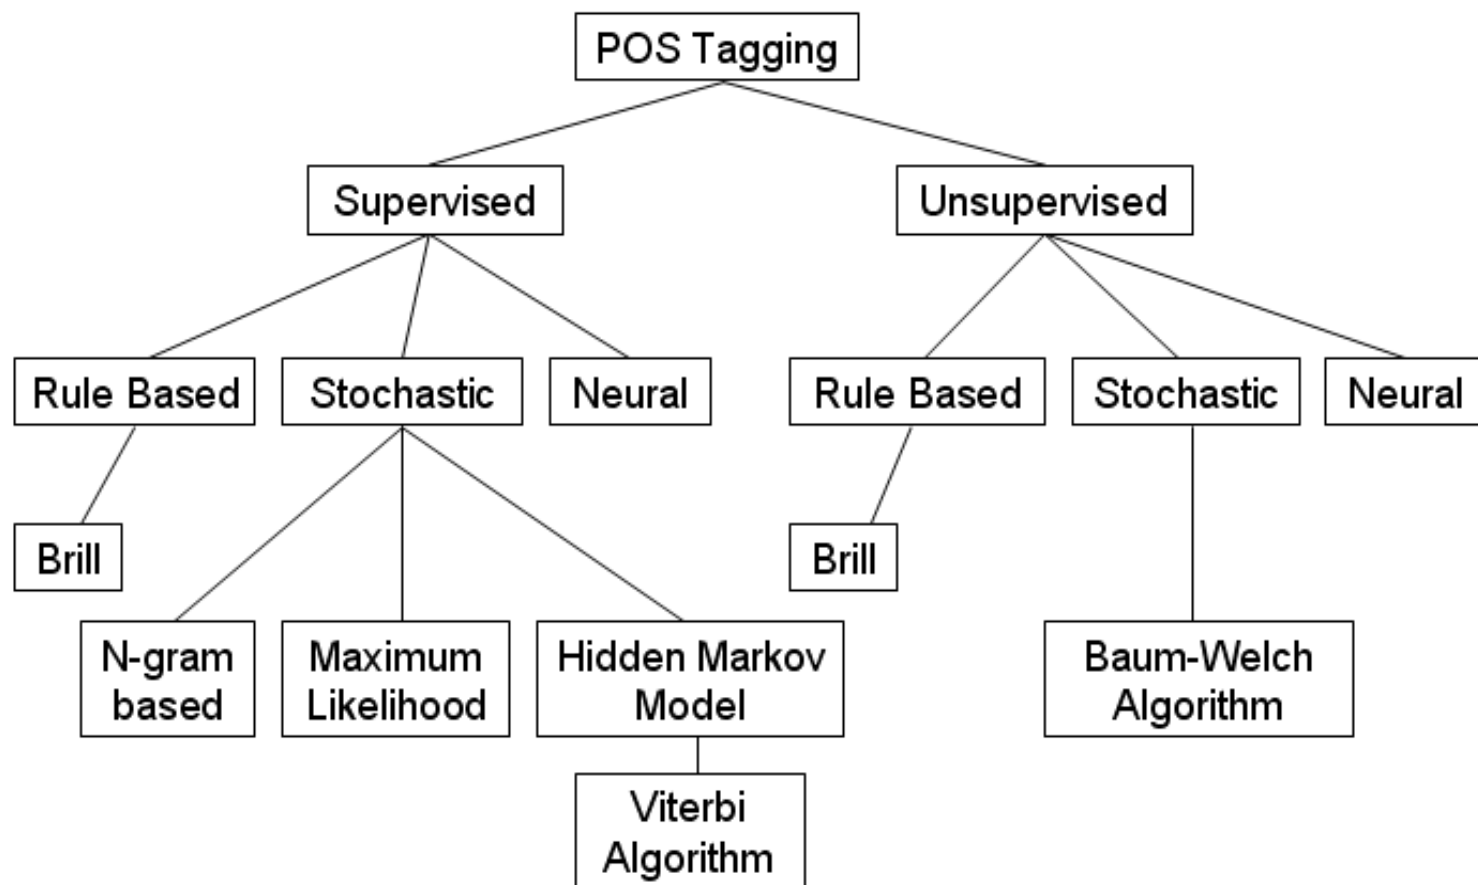 POS Tagging
Supervised
Unsupervised
Rule Based
Stochastic
Neural
Rule Based
Stochastic
Neural
Brill
Brill
N-gram
based
Maximum
Likelihood
Hidden Markov
Model
Baum-Welch
Algorithm
Viterbi
Algorithm